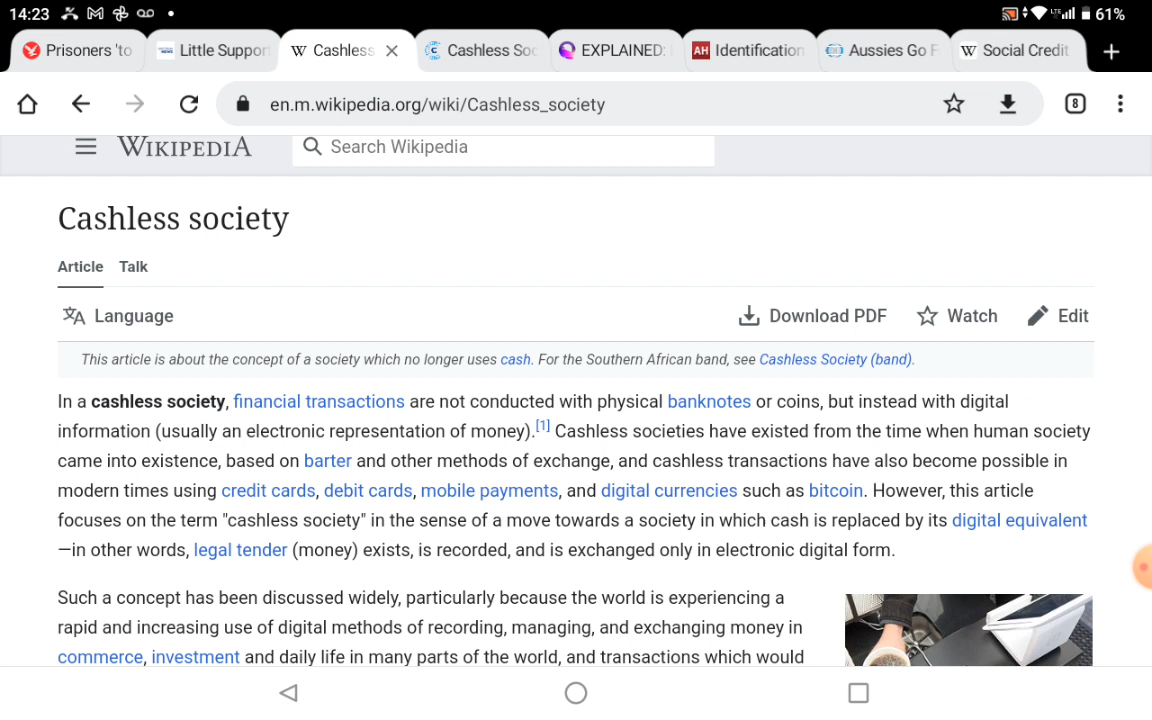 14:23
LTE 61%
Prisoners 'to
Little Suppor
W Cashless
Cashless Soc
EXPLAINED:
AH Identification
Aussies Go F
W Social Credit
en.m.wikipedia.org/wiki/Cashless_society
8
WIKIPEDIA
Search Wikipedia
Cashless society
Article Talk
Language
Download PDF
Watch
Edit
This article is about the concept of a society which no longer uses cash. For the Southern African band, see Cashless Society (band).
In a cashless society, financial transactions are not conducted with physical banknotes or coins, but instead with digital
information (usually an electronic representation of money).[1] Cashless societies have existed from the time when human society
came into existence, based on barter and other methods of exchange, and cashless transactions have also become possible in
modern times using credit cards, debit cards, mobile payments, and digital currencies such as bitcoin. However, this article
focuses on the term "cashless society" in the sense of a move towards a society in which cash is replaced by its digital equivalent
—in other words, legal tender (money) exists, is recorded, and is exchanged only in electronic digital form.
Such a concept has been discussed widely, particularly because the world is experiencing a
rapid and increasing use of digital methods of recording, managing, and exchanging money in
commerce, investment and daily life in many parts of the world, and transactions which would